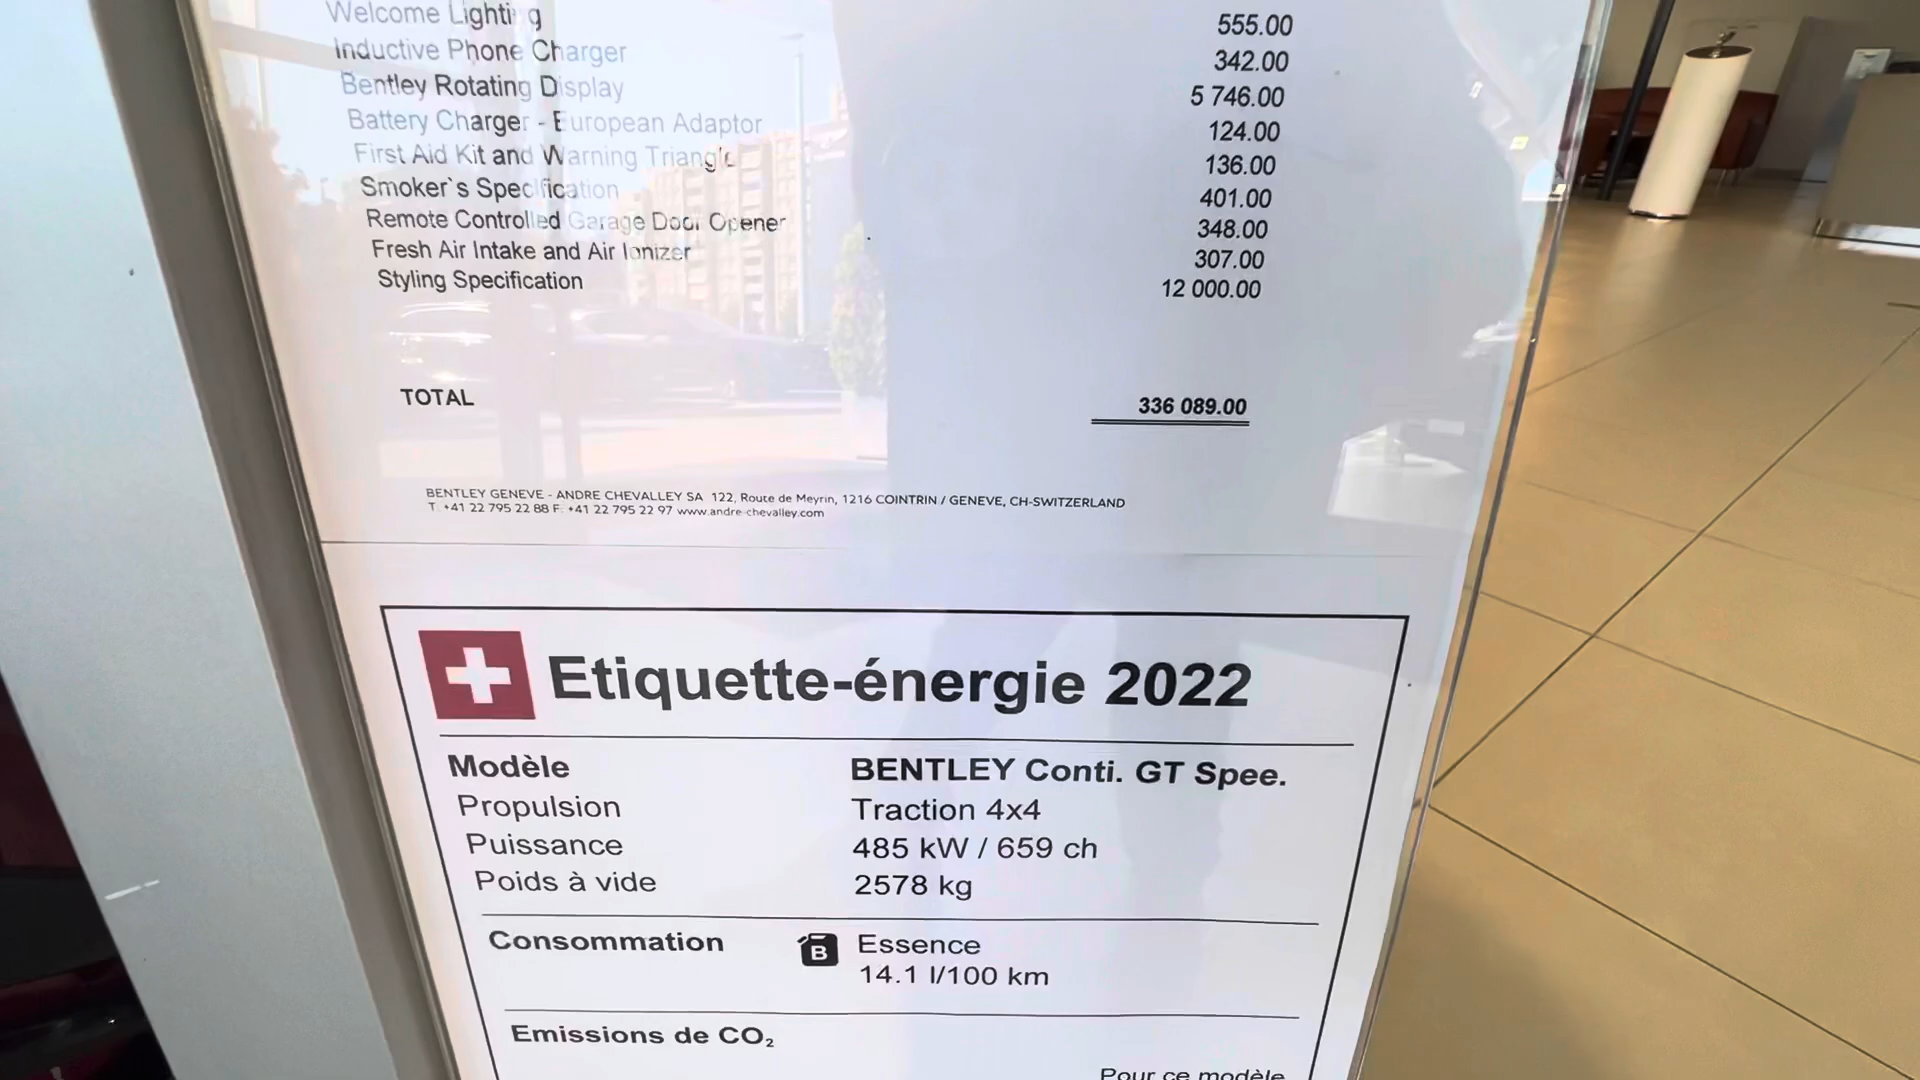 Welcome Lighting 555.00
Inductive Phone Charger 342.00
Bentley Rotating Display 5 746.00
Battery Charger - European Adaptor 124.00
First Aid Kit and Warning Triangle 136.00
Smoker`s Specification 401.00
Remote Controlled Garage Door Opener 348.00
Fresh Air Intake and Air Ionizer 307.00
Styling Specification 12 000.00
TOTAL 336 089.00
BENTLEY GENEVE - ANDRE CHEVALLEY SA 122, Route de Meyrin, 1216 COINTRIN / GENEVE, CH-SWITZERLAND
T. +41 22 795 22 88 F. +41 22 795 22 97 www.andre-chevalley.com
Etiquette-énergie 2022
Modèle BENTLEY Conti. GT Spee.
Propulsion Traction 4x4
Puissance 485 kW / 659 ch
Poids à vide 2578 kg
Consommation B Essence
14.1 l/100 km
Emissions de CO₂
Pour ce modèle